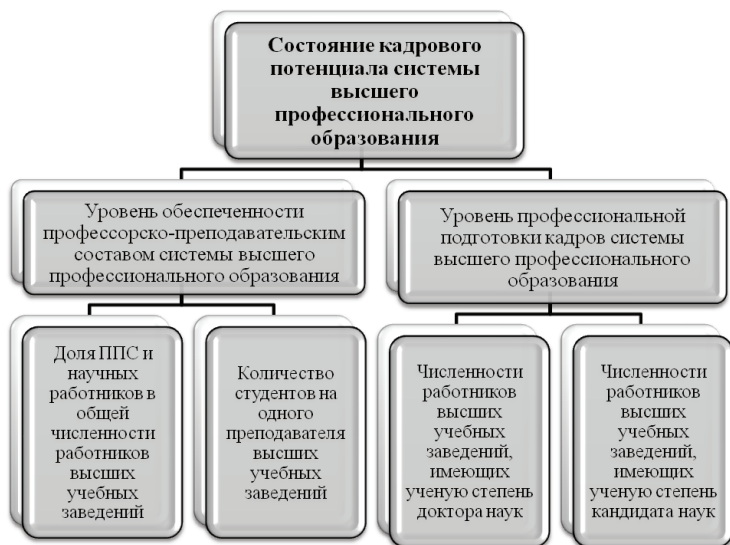 Состояние кадрового
потенциала системы
высшего
профессионального
образования
Уровень обеспеченности
профессорско-преподавательским
составом системы высшего
профессионального образования
Уровень профессиональной
подготовки кадров системы
высшего профессионального
образования
Доля ППС и
научных
работников в
общей
численности
работников
высших
учебных
заведений
Количество
студентов на
одного
преподавателя
высших
учебных
заведений
Численности
работников
высших
учебных
заведений,
имеющих
ученую степень
доктора наук
Численности
работников
высших
учебных
заведений,
имеющих
ученую степень
кандидата наук